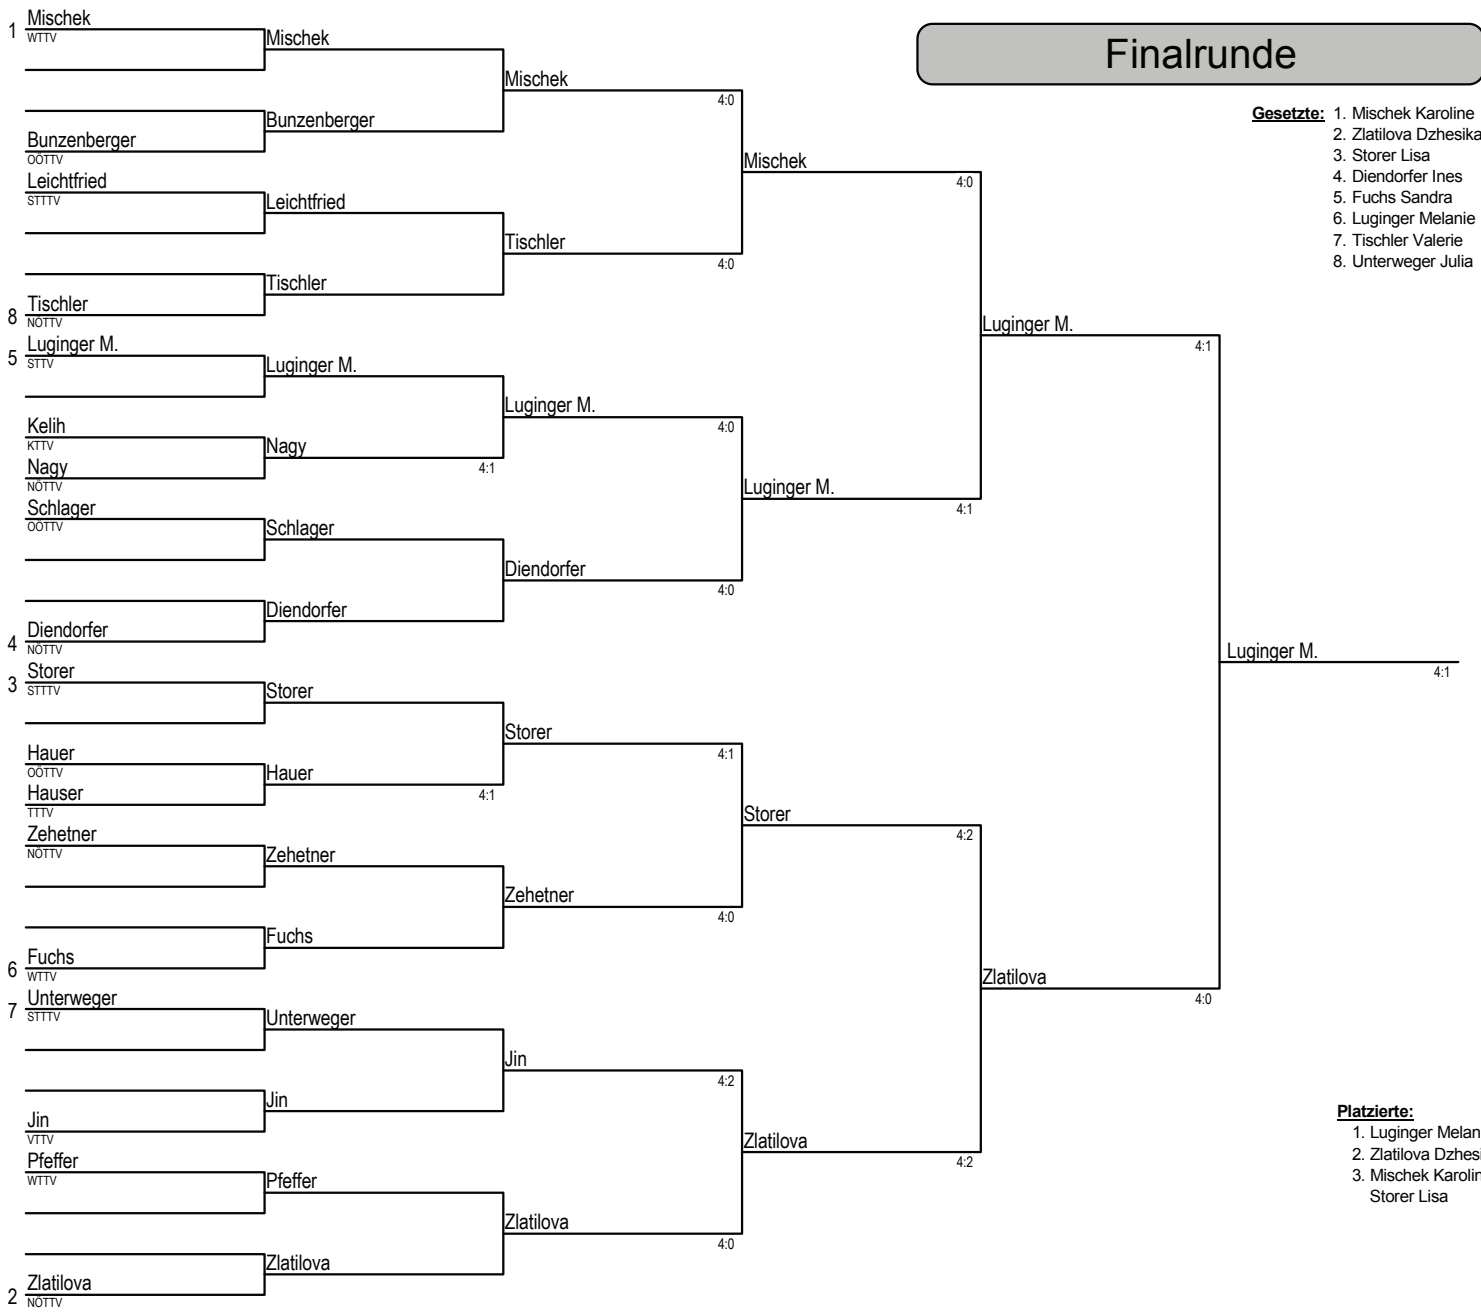 Finalrunde
Gesetzte: 1. Mischek Karoline
2. Zlatilova Dzhesika
3. Storer Lisa
4. Diendorfer Ines
5. Fuchs Sandra
6. Luginger Melanie
7. Tischler Valerie
8. Unterweger Julia
1 Mischek
WTTV
Bunzenberger
OÖTTV
Leichtfried
STTTV
8 Tischler
NÖTTV
5 Luginger M.
STTV
Kelih
KTTV
Nagy
NÖTTV
Schlager
OÖTTV
4 Diendorfer
NÖTTV
3 Storer
STTTV
Hauer
OÖTTV
Hauser
TTTV
Zehetner
NÖTTV
6 Fuchs
WTTV
7 Unterweger
STTTV
Jin
VTTV
Pfeffer
WTTV
2 Zlatilova
NÖTTV
Mischek
Bunzenberger
Leichtfried
Tischler
Luginger M.
Nagy
4:1
Schlager
Diendorfer
Storer
Hauer
4:1
Zehetner
Fuchs
Unterweger
Jin
Pfeffer
Zlatilova
Mischek
4:0
Tischler
4:0
Luginger M.
4:0
Diendorfer
4:0
Storer
4:1
Zehetner
4:0
Jin
4:2
Zlatilova
4:0
Mischek
4:0
Luginger M.
4:1
Storer
4:2
Zlatilova
4:2
Luginger M.
4:1
Zlatilova
4:0
Luginger M.
4:1
Platzierte:
1. Luginger Melan
2. Zlatilova Dzhesi
3. Mischek Karolin
Storer Lisa